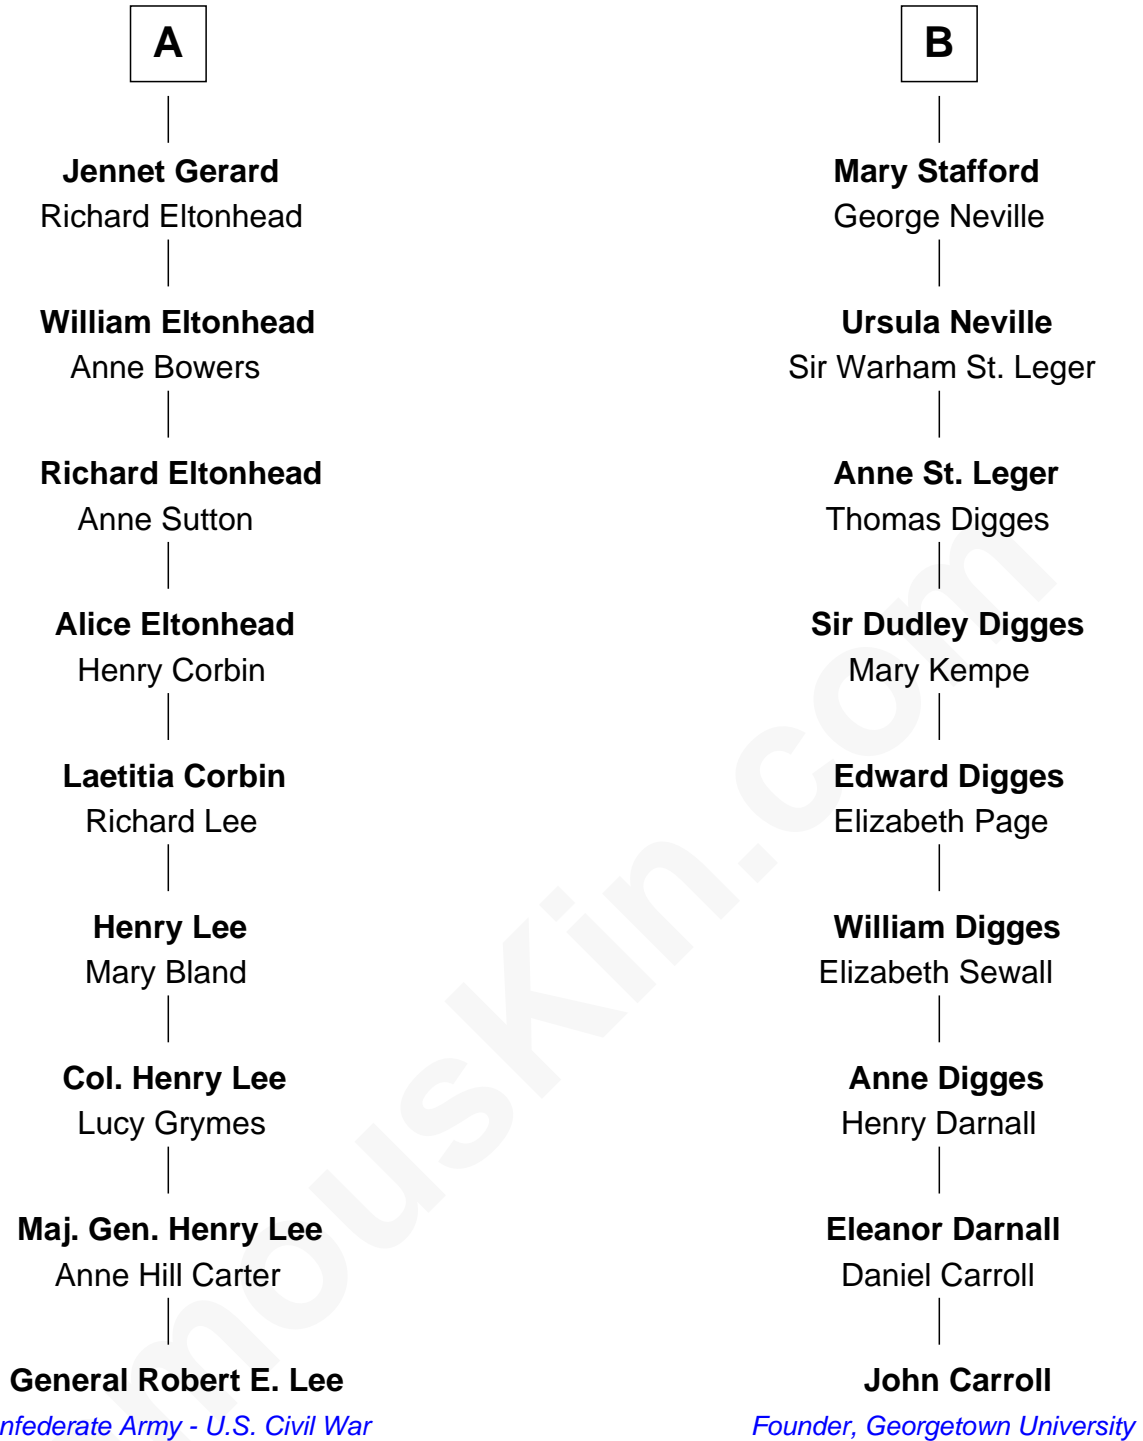 A
Jennet Gerard
Richard Eltonhead
William Eltonhead
Anne Bowers
Richard Eltonhead
Anne Sutton
Alice Eltonhead
Henry Corbin
Laetitia Corbin
Richard Lee
Henry Lee
Mary Bland
Col. Henry Lee
Lucy Grymes
Maj. Gen. Henry Lee
Anne Hill Carter
General Robert E. Lee
nfederate Army - U.S. Civil War
B
Mary Stafford
George Neville
Ursula Neville
Sir Warham St. Leger
Anne St. Leger
Thomas Digges
Sir Dudley Digges
Mary Kempe
Edward Digges
Elizabeth Page
William Digges
Elizabeth Sewall
Anne Digges
Henry Darnall
Eleanor Darnall
Daniel Carroll
John Carroll
Founder, Georgetown University
mousKin.com